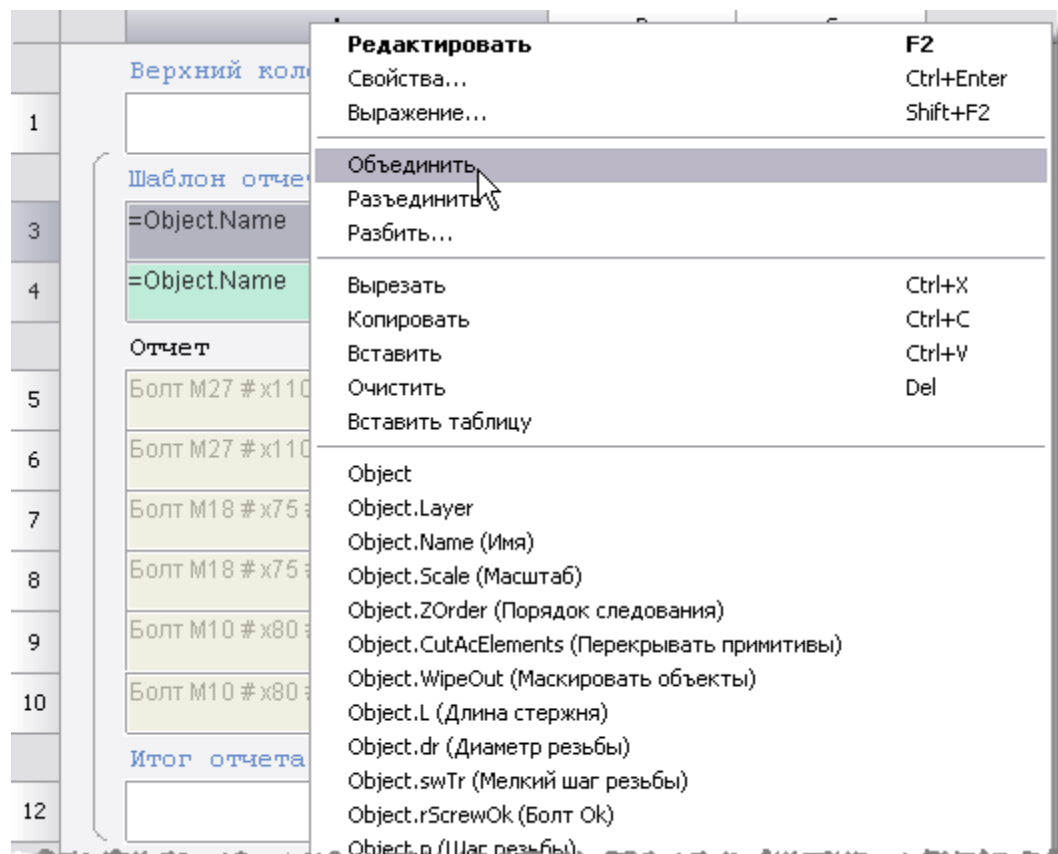 Редактировать F2
Верхний
Свойства... Ctrl+Enter
Выражение... Shift+F2
1
Объединить
Шаблон
Разъединить
3 =Object.Name
Разбить...
4 =Object.Name
Вырезать Ctrl+X
Копировать Ctrl+C
Отчет
Вставить Ctrl+V
5 Болт М27 # х110
Очистить Del
Вставить таблицу
6 Болт М27 # х110
Object
7 Болт М18 # х75 #
Object.Layer
Object.Name (Имя)
8 Болт М18 # х75 #
Object.Scale (Масштаб)
Object.ZOrder (Порядок следования)
9 Болт М10 # х80 #
Object.CutAcElements (Перекрывать примитивы)
Object.WipeOut (Маскировать объекты)
10 Болт М10 # х80 #
Object.L (Длина стержня)
Итог отчета
Object.dr (Диаметр резьбы)
Object.swTr (Мелкий шаг резьбы)
12
Object.rScrewOk (Болт Ok)
Object.p (Шаг резьбы)